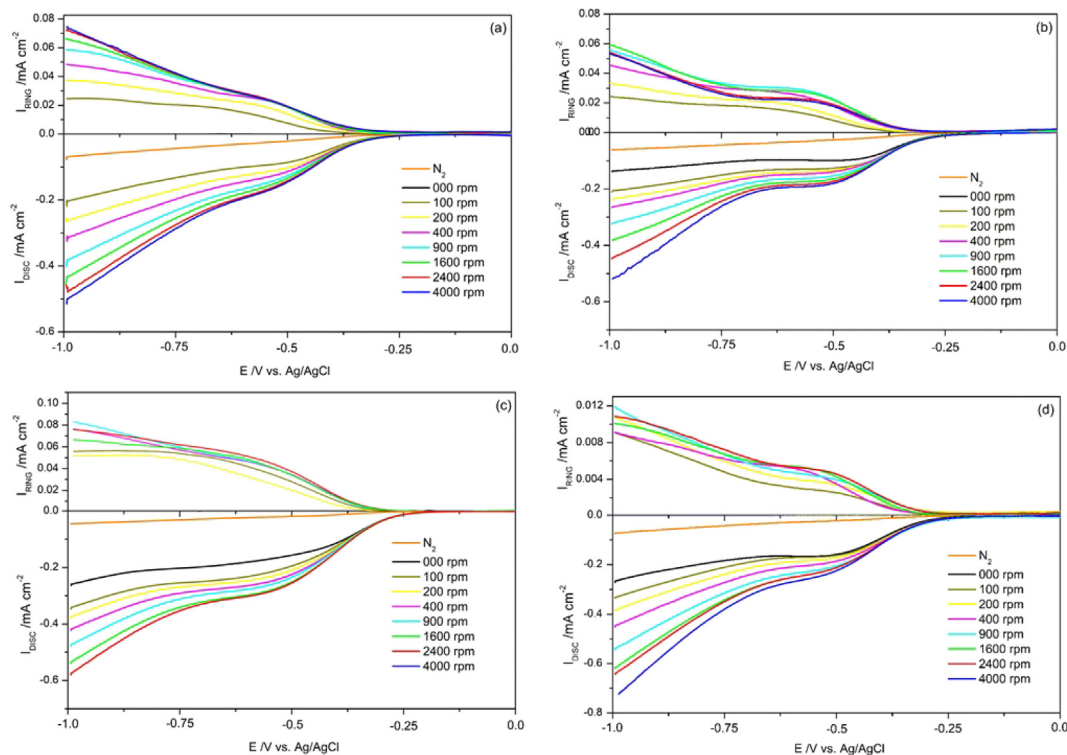 (a)
I_RING /mA cm⁻²
0.08
0.06
0.04
0.02
0.0
I_DISC /mA cm⁻²
-0.2
-0.4
-0.6
N₂
000 rpm
100 rpm
200 rpm
400 rpm
900 rpm
1600 rpm
2400 rpm
4000 rpm
-1.0 -0.75 -0.50 -0.25 0.0
E /V vs. Ag/AgCl
(b)
I_RING /mA cm⁻²
0.08
0.06
0.04
0.02
I_DISC /mA cm⁻²
-0.2
-0.4
-0.6
N₂
000 rpm
100 rpm
200 rpm
400 rpm
900 rpm
1600 rpm
2400 rpm
4000 rpm
-1.0 -0.75 -0.50 -0.25 0.0
E /V vs. Ag/AgCl
(c)
I_RING /mA cm⁻²
0.10
0.08
0.06
0.04
0.02
0.0
I_DISC /mA cm⁻²
-0.2
-0.4
-0.6
N₂
000 rpm
100 rpm
200 rpm
400 rpm
900 rpm
1600 rpm
2400 rpm
4000 rpm
-1.0 -0.75 -0.50 -0.25 0.0
E /V vs. Ag/AgCl
(d)
I_RING /mA cm⁻²
0.012
0.008
0.004
0.000
I_DISC /mA cm⁻²
-0.2
-0.4
-0.6
-0.8
N₂
000 rpm
100 rpm
200 rpm
400 rpm
900 rpm
1600 rpm
2400 rpm
4000 rpm
-1.0 -0.75 -0.50 -0.25 0.0
E /V vs. Ag/AgCl